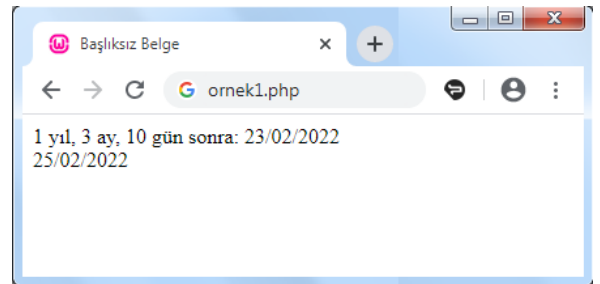 Başlıksız Belge
ornek1.php
1 yıl, 3 ay, 10 gün sonra: 23/02/2022
25/02/2022